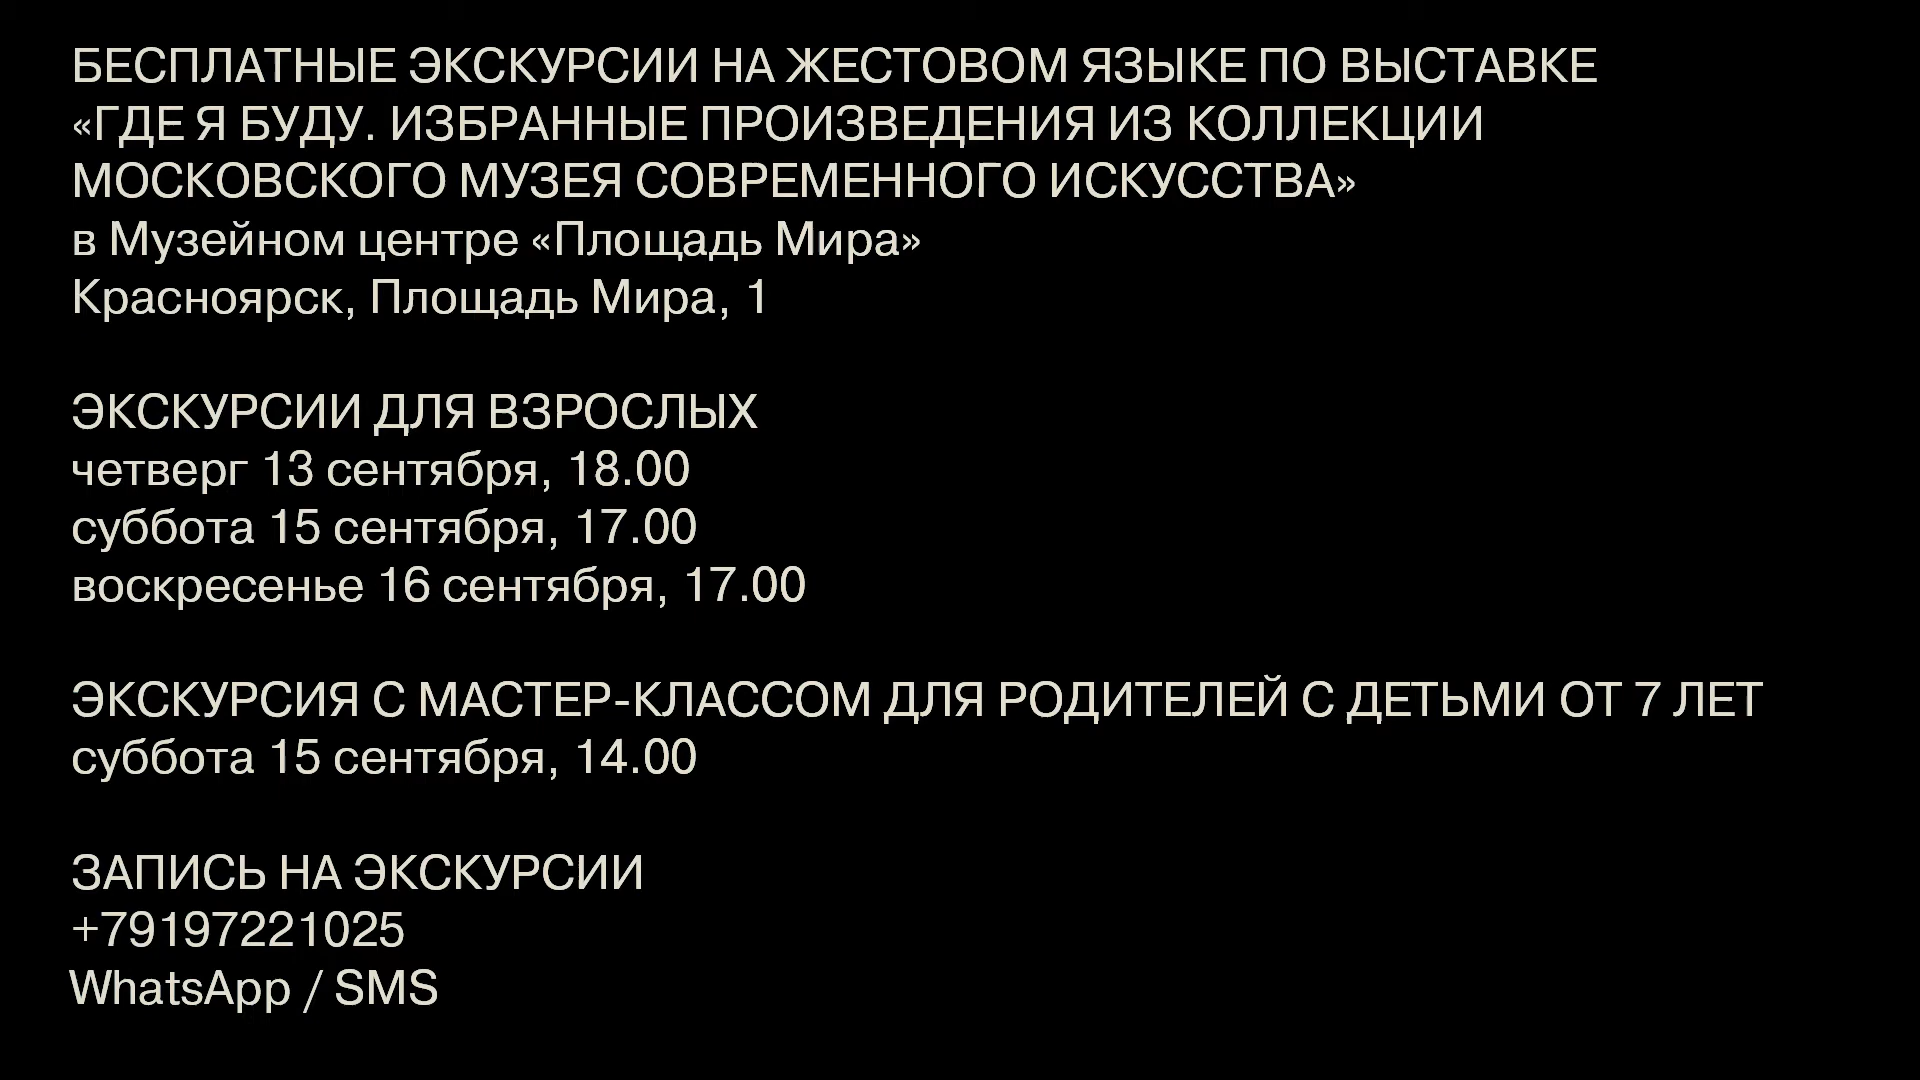 БЕСПЛАТНЫЕ ЭКСКУРСИИ НА ЖЕСТОВОМ ЯЗЫКЕ ПО ВЫСТАВКЕ
«ГДЕ Я БУДУ. ИЗБРАННЫЕ ПРОИЗВЕДЕНИЯ ИЗ КОЛЛЕКЦИИ
МОСКОВСКОГО МУЗЕЯ СОВРЕМЕННОГО ИСКУССТВА»
в Музейном центре «Площадь Мира»
Красноярск, Площадь Мира, 1
ЭКСКУРСИИ ДЛЯ ВЗРОСЛЫХ
четверг 13 сентября, 18.00
суббота 15 сентября, 17.00
воскресенье 16 сентября, 17.00
ЭКСКУРСИЯ С МАСТЕР-КЛАССОМ ДЛЯ РОДИТЕЛЕЙ С ДЕТЬМИ ОТ 7 ЛЕТ
суббота 15 сентября, 14.00
ЗАПИСЬ НА ЭКСКУРСИИ
+79197221025
WhatsApp / SMS